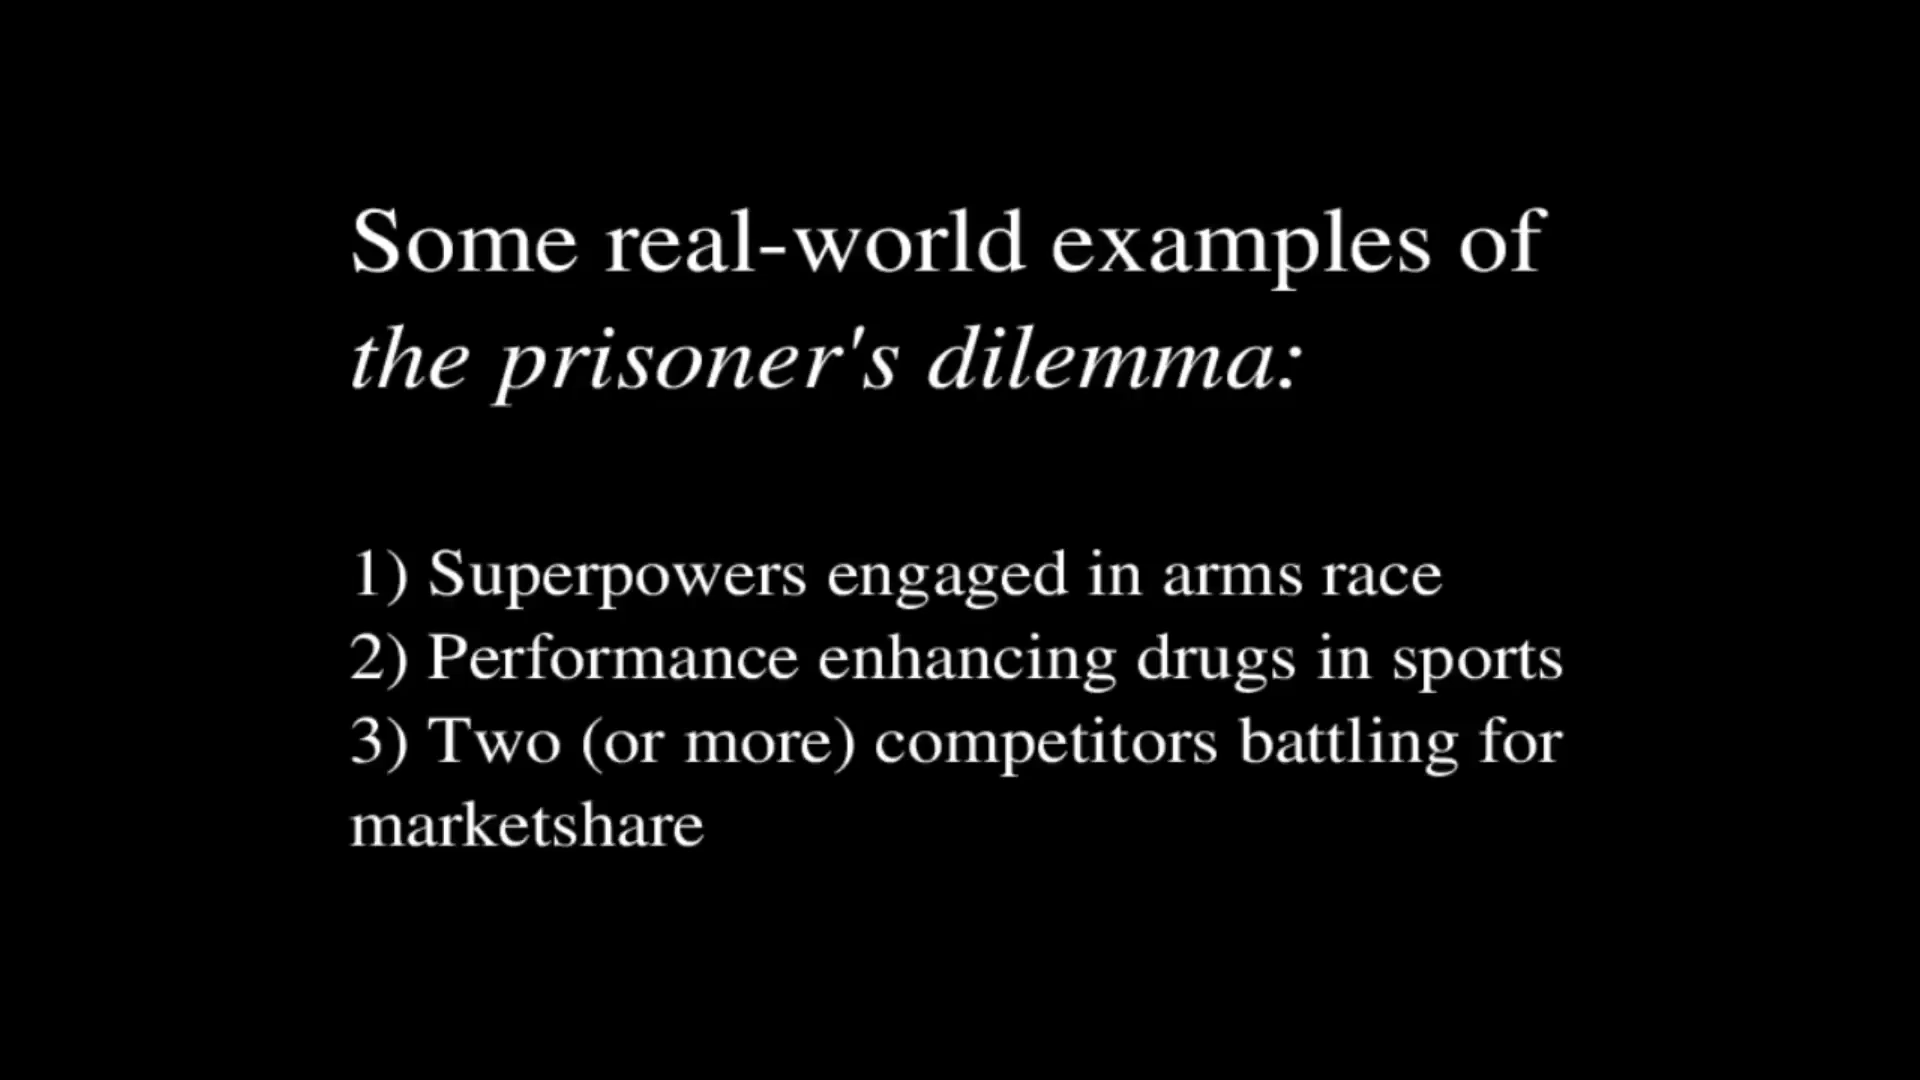 Some real-world examples of
the prisoner's dilemma:
1) Superpowers engaged in arms race
2) Performance enhancing drugs in sports
3) Two (or more) competitors battling for
marketshare